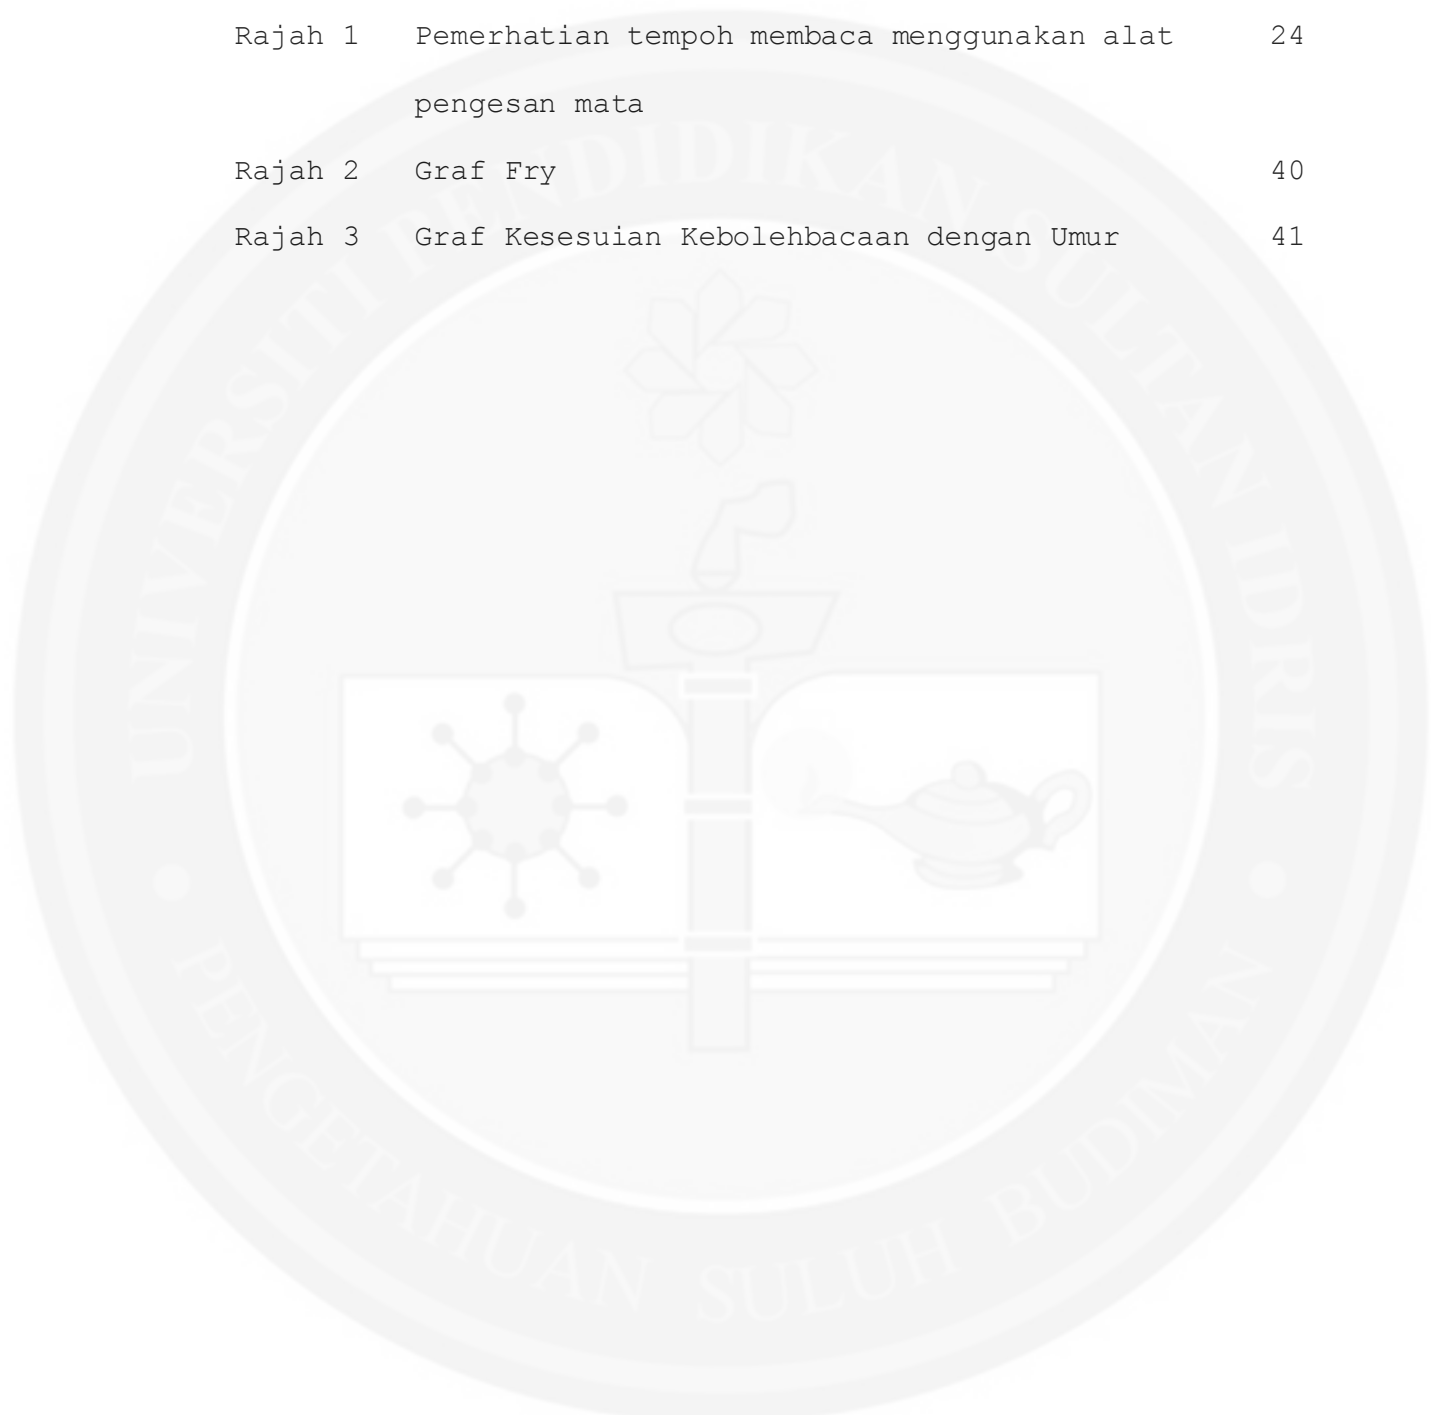 Rajah 1 Pemerhatian tempoh membaca menggunakan alat 24
pengesan mata
Rajah 2 Graf Fry 40
Rajah 3 Graf Kesesuian Kebolehbacaan dengan Umur 41
UNIVERSITI PENDIDIKAN SULTAN IDRIS
PENGETAHUAN SULUH BUDIMAN